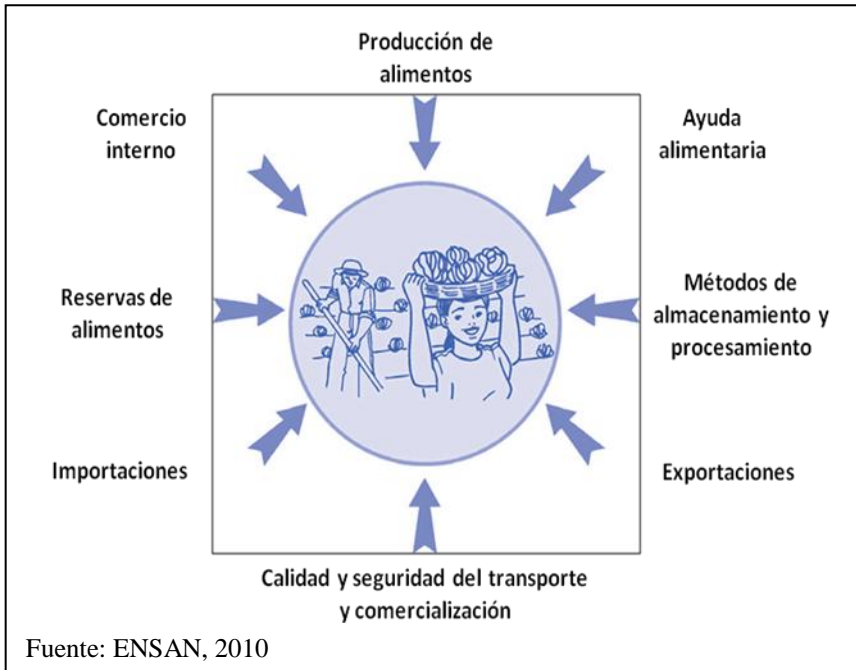 Producción de
alimentos
Comercio
interno
Ayuda
alimentaria
Reservas de
alimentos
Métodos de
almacenamiento y
procesamiento
Importaciones
Exportaciones
Calidad y seguridad del transporte
y comercialización
Fuente: ENSAN, 2010